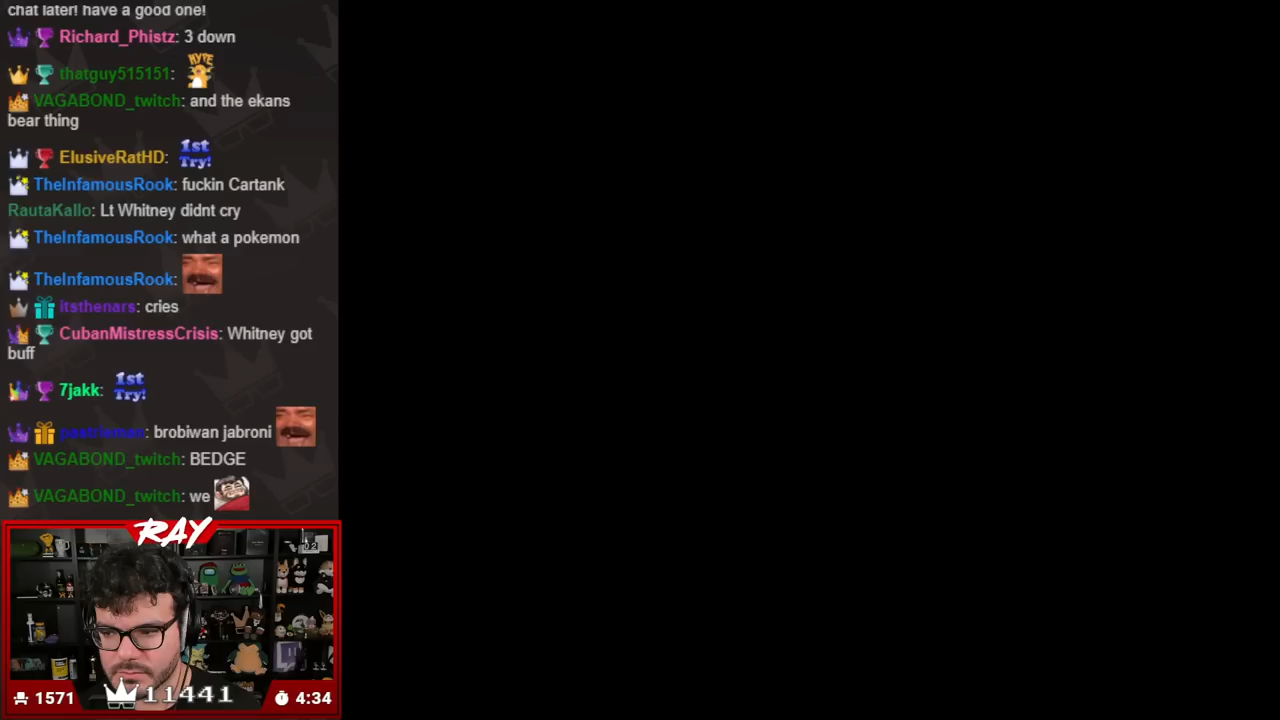 chat later! have a good one!
Richard_Phistz: 3 down
HYPE
thatguy515151:
VAGABOND_twitch: and the ekans
bear thing
1st
Try!
ElusiveRatHD:
TheInfamousRook: fuckin Cartank
RautaKallo: Lt Whitney didnt cry
TheInfamousRook: what a pokemon
TheInfamousRook:
itsthenars: cries
CubanMistressCrisis: Whitney got
buff
1st
Try!
7jakk:
brobiwan jabroni
VAGABOND_twitch: BEDGE
VAGABOND_twitch: we
RAY
1571
11441
4:34